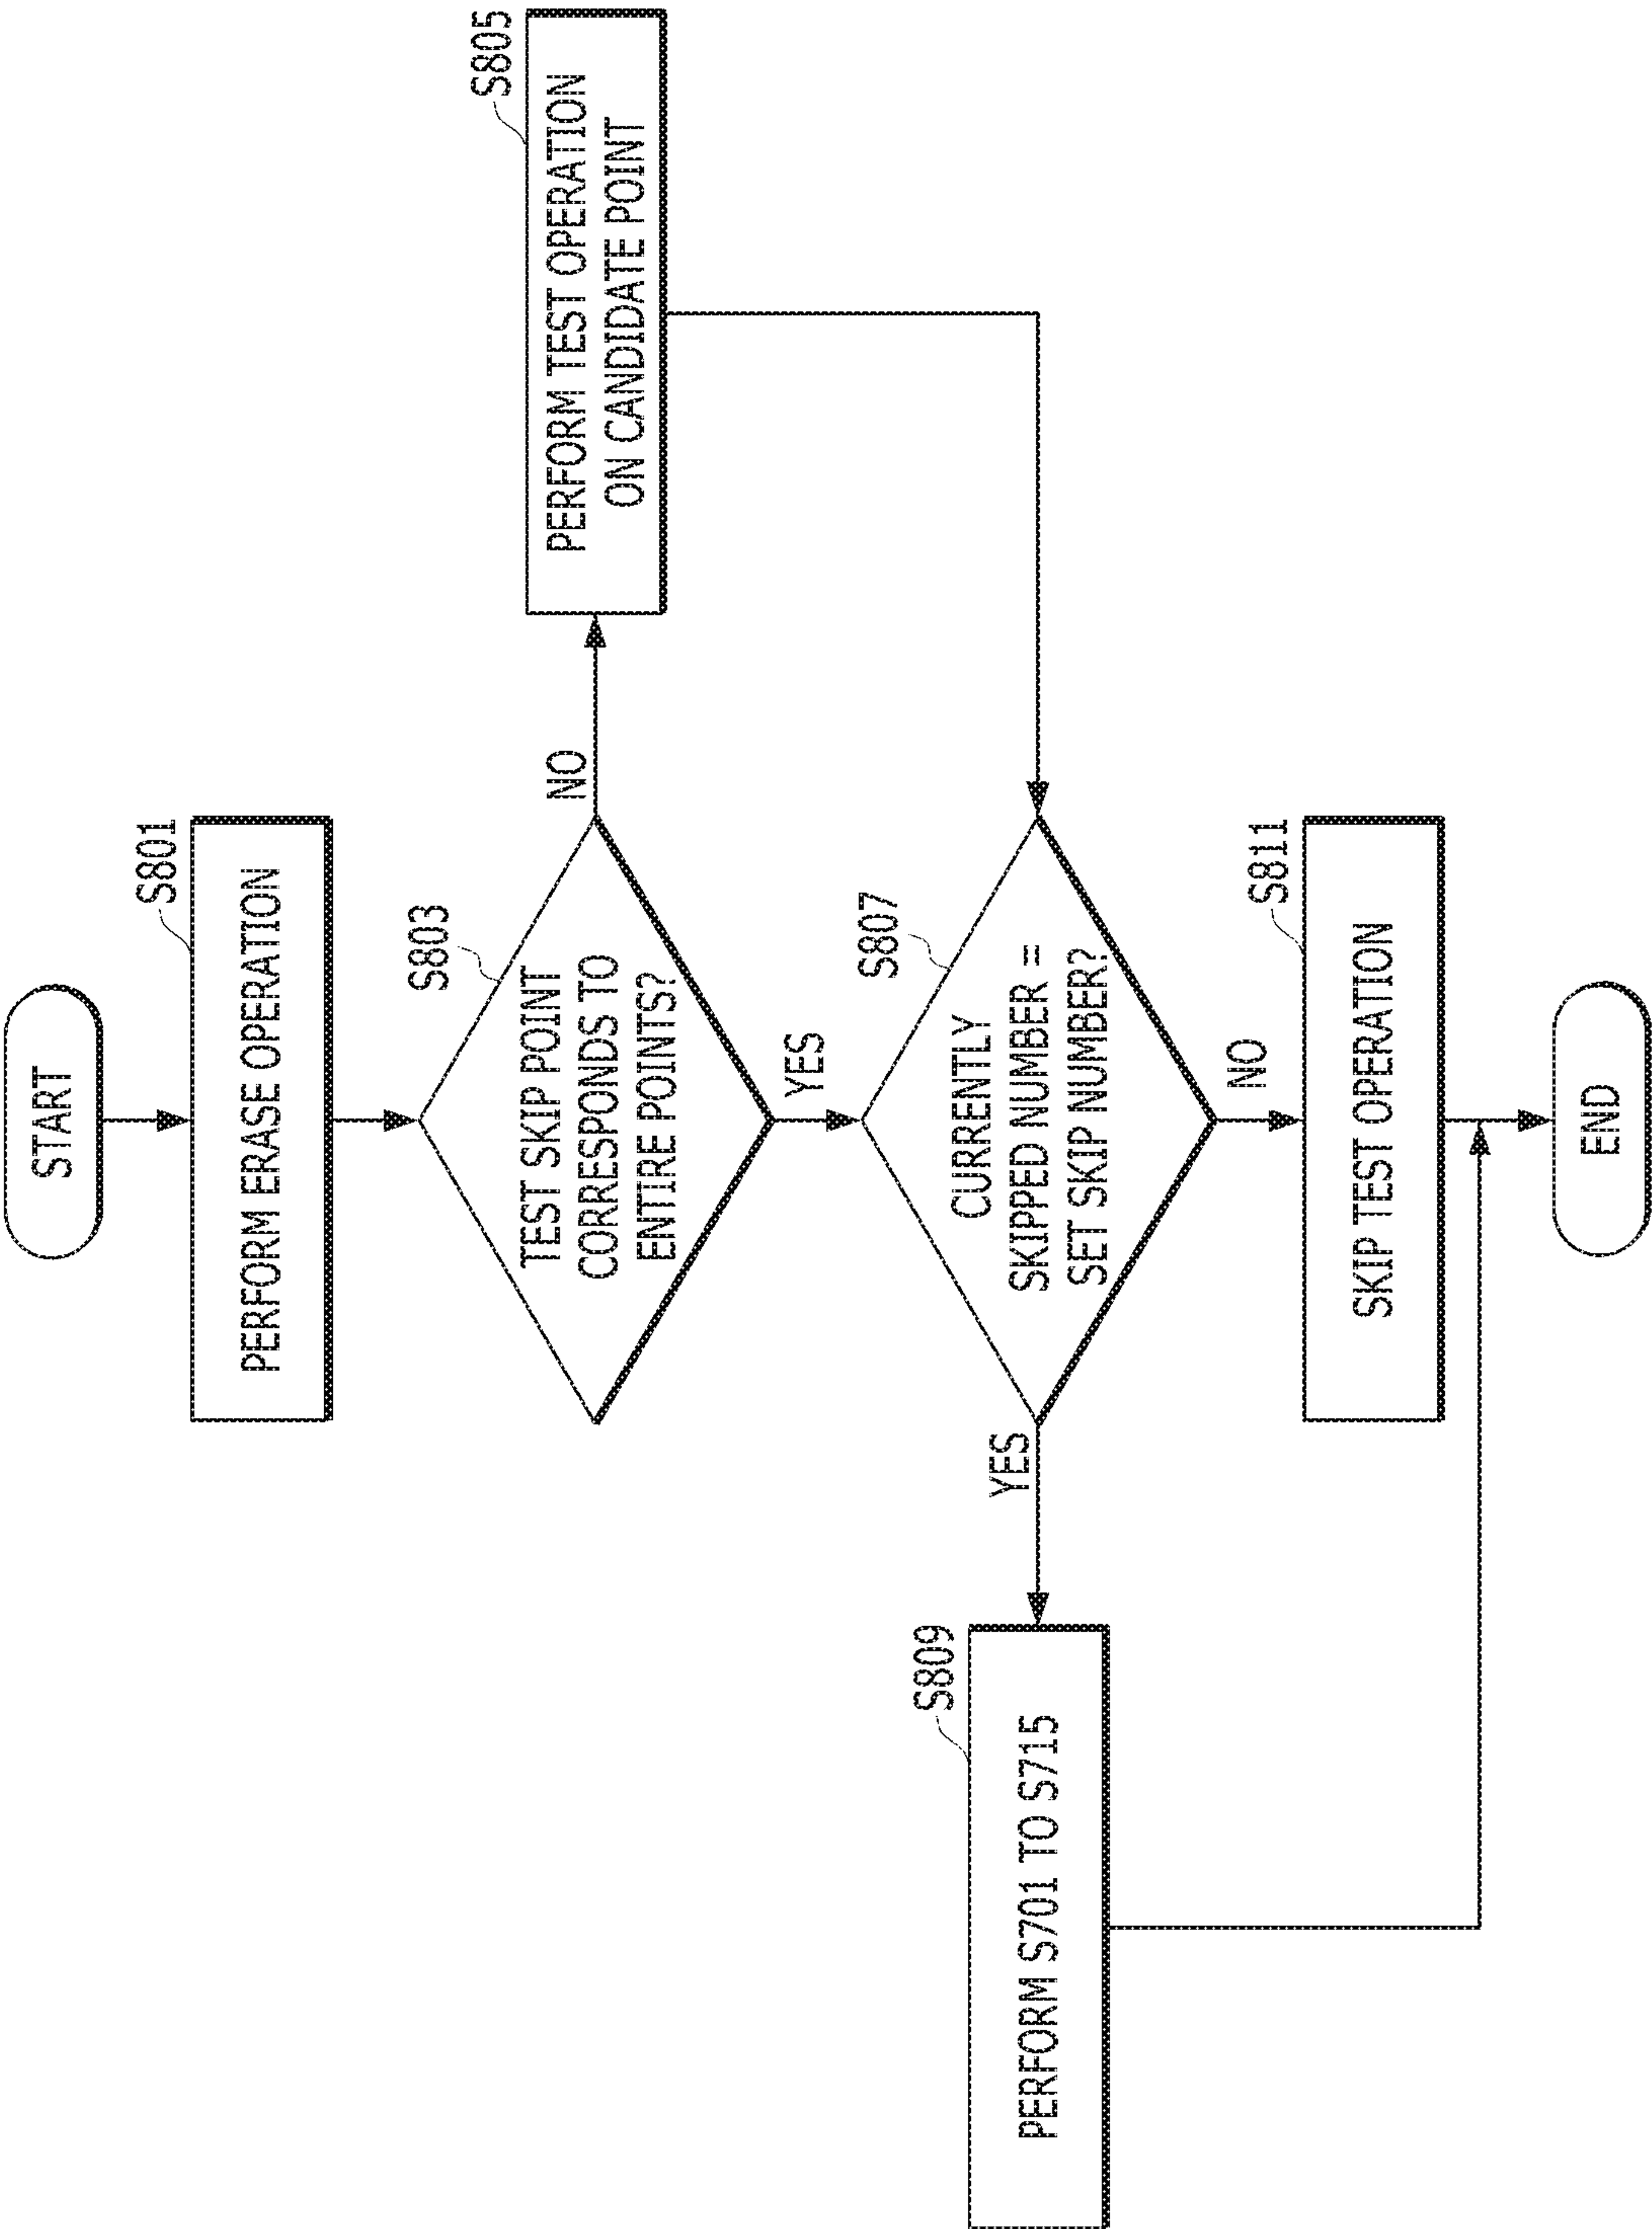 START
S801
PERFORM ERASE OPERATION
S803
TEST SKIP POINT
CORRESPONDS TO
ENTIRE POINTS?
NO
S805
PERFORM TEST OPERATION
ON CANDIDATE POINT
YES
S807
CURRENTLY
SKIPPED NUMBER =
SET SKIP NUMBER?
YES
S809
PERFORM S701 TO S715
NO
S811
SKIP TEST OPERATION
END